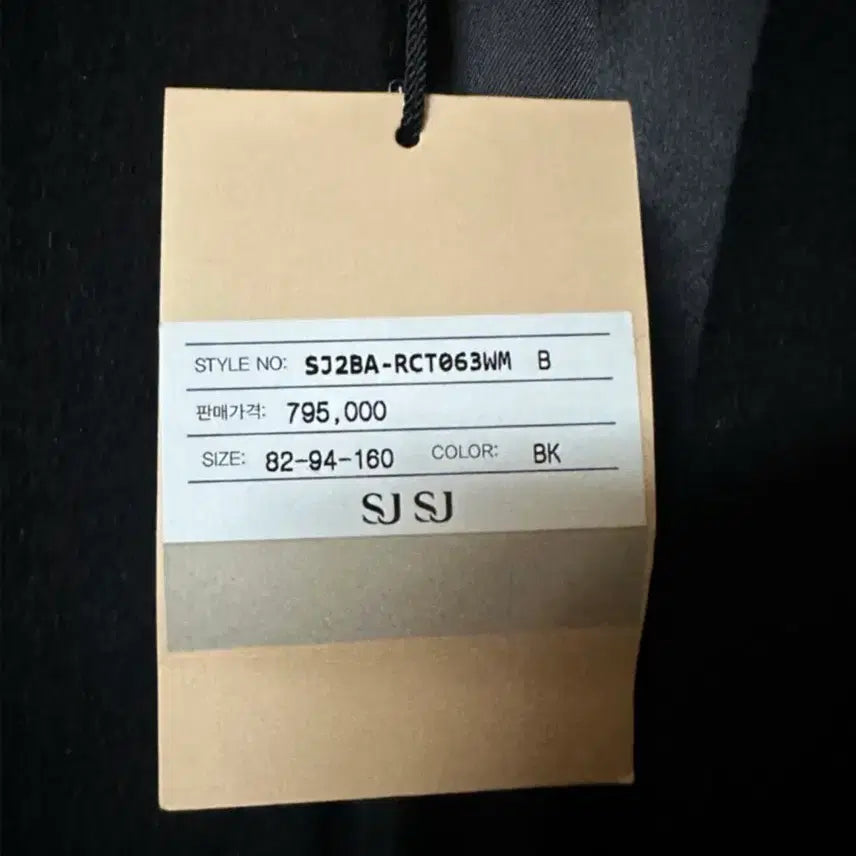 STYLE NO: SJ2BA-RCT063WM B
판매가격: 795,000
SIZE: 82-94-160 COLOR: BK
SJ SJ